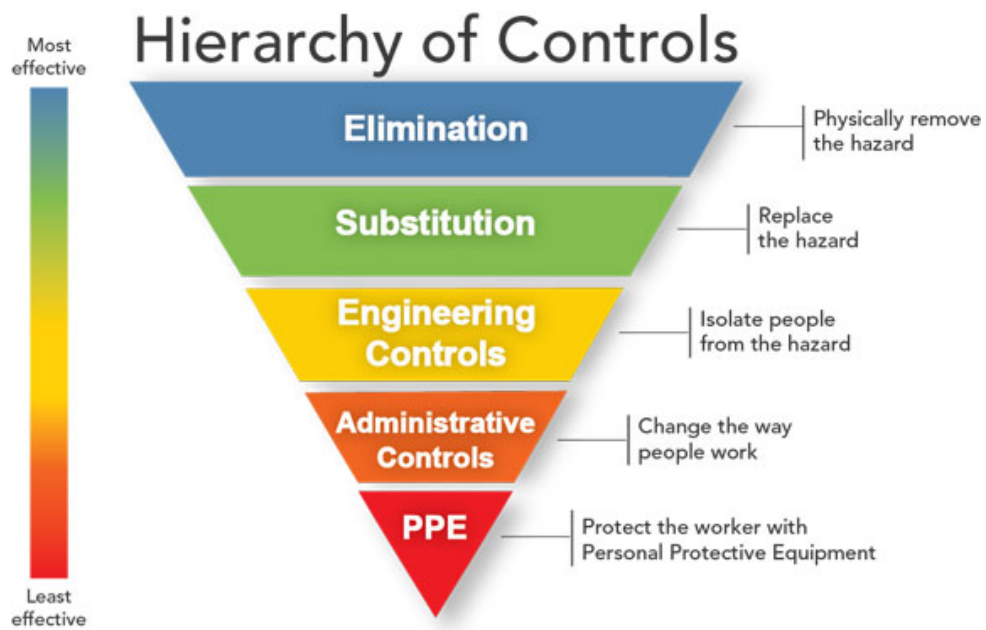 Hierarchy of Controls
Most
effective
Elimination
Physically remove
the hazard
Substitution
Replace
the hazard
Engineering
Controls
Isolate people
from the hazard
Administrative
Controls
Change the way
people work
PPE
Protect the worker with
Personal Protective Equipment
Least
effective